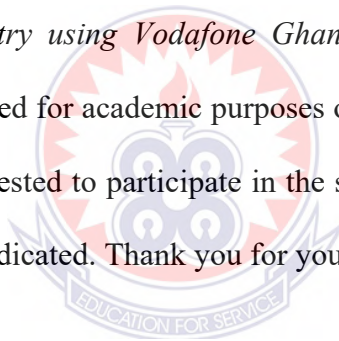 try using Vodafone Ghan
ed for academic purposes o
ested to participate in the s
dicated. Thank you for you
EDUCATION FOR SERVICE